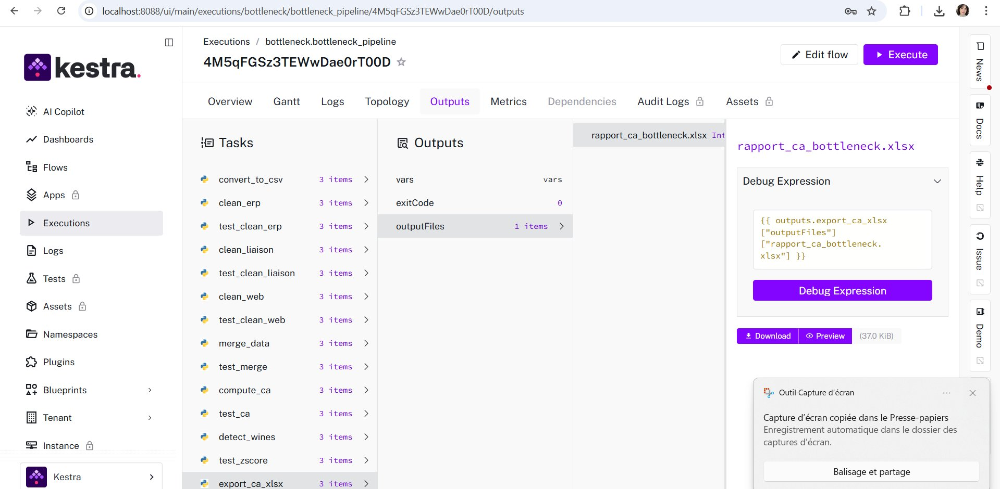 localhost:8088/ui/main/executions/bottleneck/bottleneck_pipeline/4M5qFGSz3TEWwDae0rT00D/outputs
kestra.
AI Copilot
Dashboards
Flows
Apps
Executions
Logs
Tests
Assets
Namespaces
Plugins
Blueprints
Tenant
Instance
Kestra
Executions / bottleneck.bottleneck_pipeline
4M5qFGSz3TEWwDae0rT00D
Edit flow
Execute
Overview Gantt Logs Topology Outputs Metrics Dependencies Audit Logs Assets
Tasks
convert_to_csv 3 items
clean_erp 3 items
test_clean_erp 3 items
clean_liaison 3 items
test_clean_liaison 3 items
clean_web 3 items
test_clean_web 3 items
merge_data 3 items
test_merge 3 items
compute_ca 3 items
test_ca 3 items
detect_wines 3 items
test_zscore 3 items
export_ca_xlsx 3 items
Outputs
vars vars
exitCode 0
outputFiles 1 items
rapport_ca_bottleneck.xlsx Int
rapport_ca_bottleneck.xlsx
Debug Expression
{{ outputs.export_ca_xlsx
["outputFiles"]
["rapport_ca_bottleneck.
xlsx"] }}
Debug Expression
Download Preview (37.0 KiB)
News
Docs
Help
Issue
Demo
Outil Capture d'écran
Capture d'écran copiée dans le Presse-papiers
Enregistrement automatique dans le dossier des
captures d'écran.
Balisage et partage